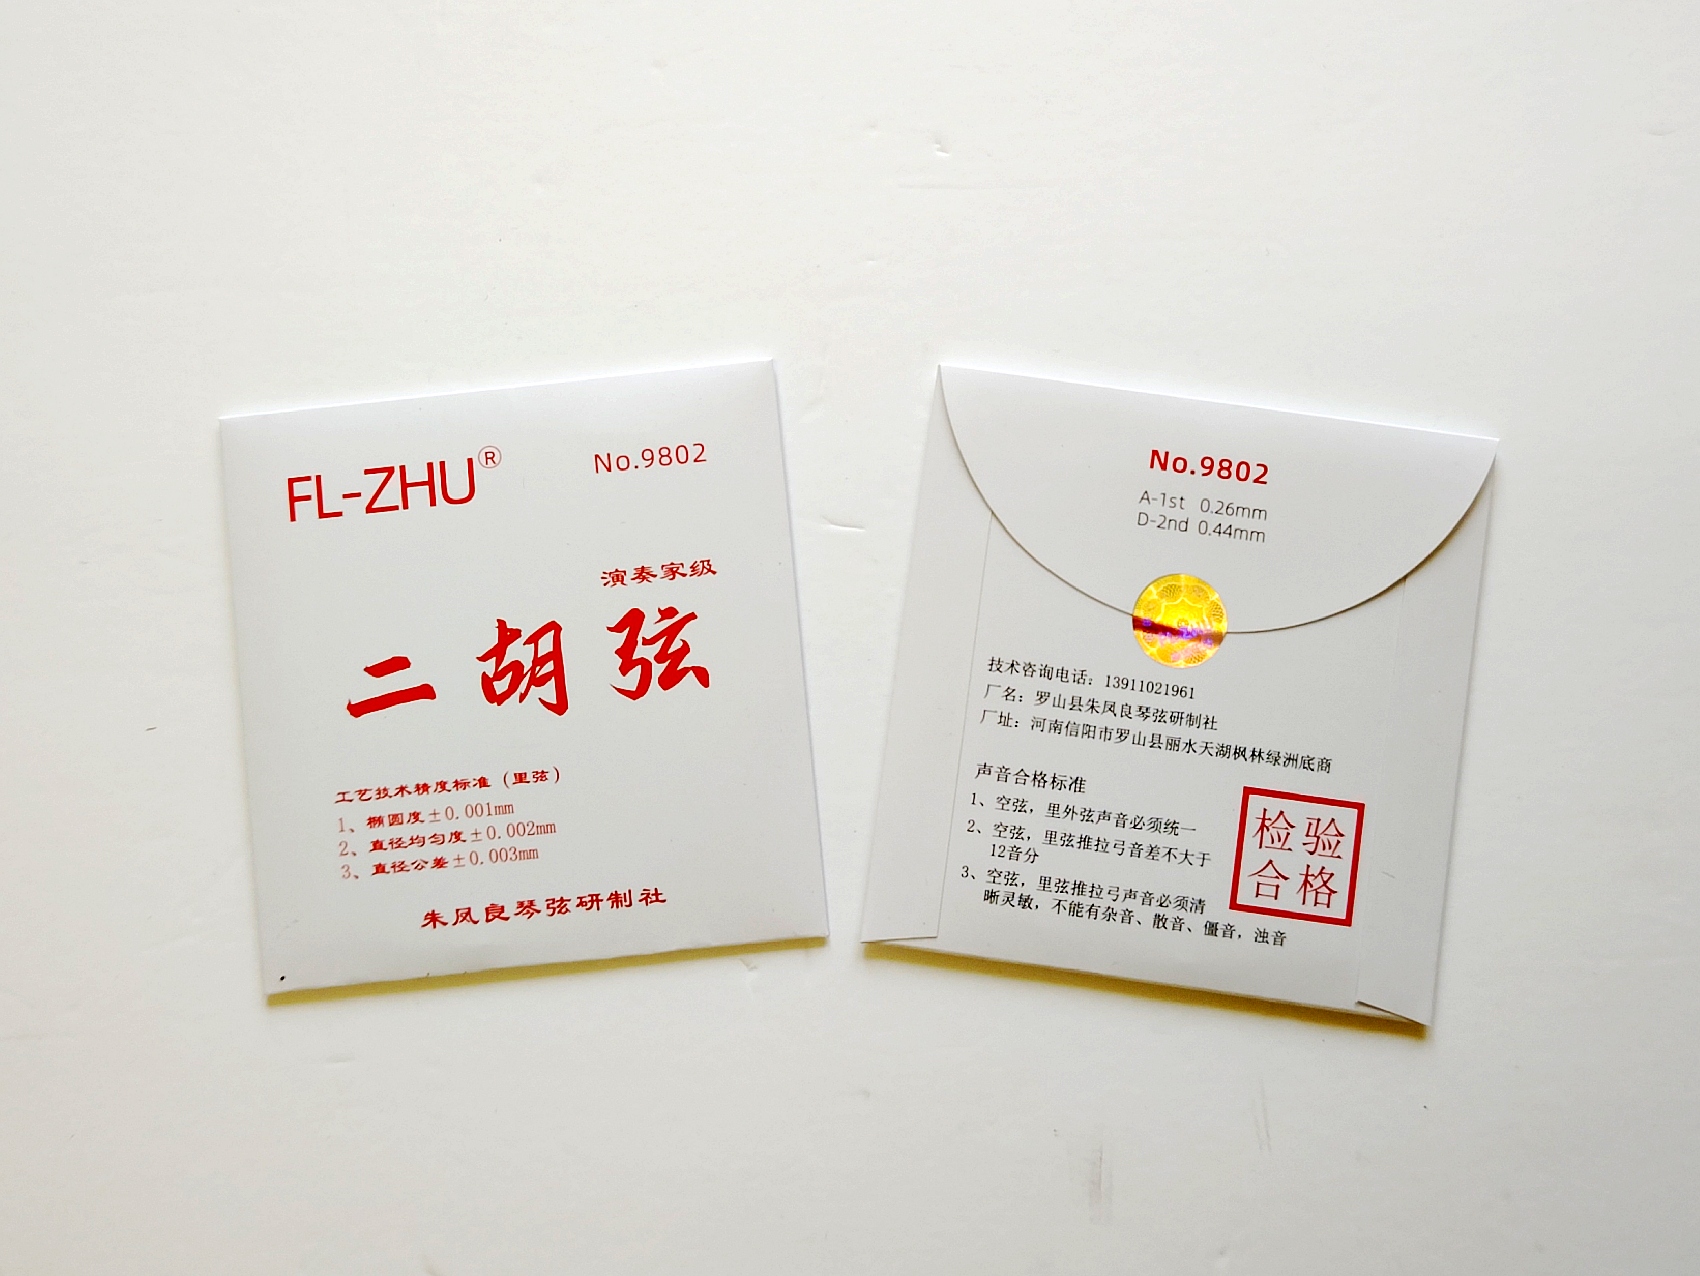 FL-ZHU®
No.9802
演奏家级
二胡弦
工艺技术精度标准（里弦）
1、椭圆度±0.001mm
2、直径均匀度±0.002mm
3、直径公差±0.003mm
朱凤良琴弦研制社
No.9802
A-1st 0.26mm
D-2nd 0.44mm
技术咨询电话：13911021961
厂名：罗山县朱凤良琴弦研制社
厂址：河南信阳市罗山县丽水天湖枫林绿洲底商
声音合格标准
1、空弦，里外弦声音必须统一
2、空弦，里弦推拉弓音差不大于
12音分
3、空弦，里弦推拉弓声音必须清
晰灵敏，不能有杂音、散音、僵音，浊音
检验
合格